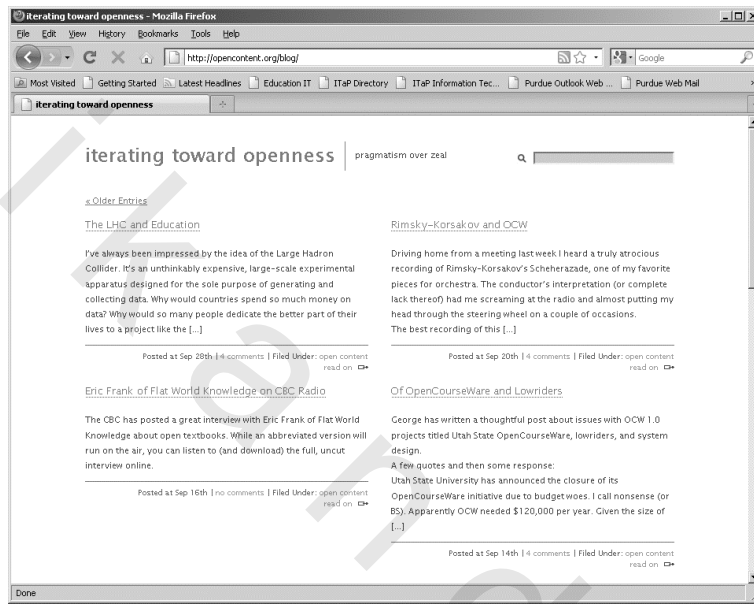 iterating toward openness - Mozilla Firefox
File Edit View History Bookmarks Tools Help
http://opencontent.org/blog/
Google
Most Visited Getting Started Latest Headlines Education IT ITaP Directory ITaP Information Tec... Purdue Outlook Web ... Purdue Web Mail
iterating toward openness
iterating toward openness pragmatism over zeal
« Older Entries
The LHC and Education
I've always been impressed by the idea of the Large Hadron
Collider. It's an unthinkably expensive, large-scale experimental
apparatus designed for the sole purpose of generating and
collecting data. Why would countries spend so much money on
data? Why would so many people dedicate the better part of their
lives to a project like the [...]
Posted at Sep 28th | 4 comments | Filed Under: open content
read on
Rimsky-Korsakov and OCW
Driving home from a meeting last week I heard a truly atrocious
recording of Rimsky-Korsakov's Scheherazade, one of my favorite
pieces for orchestra. The conductor's interpretation (or complete
lack thereof) had me screaming at the radio and almost putting my
head through the steering wheel on a couple of occasions.
The best recording of this [...]
Posted at Sep 20th | 4 comments | Filed Under: open content
read on
Eric Frank of Flat World Knowledge on CBC Radio
The CBC has posted a great interview with Eric Frank of Flat World
Knowledge about open textbooks. While an abbreviated version will
run on the air, you can listen to (and download) the full, uncut
interview online.
Posted at Sep 16th | no comments | Filed Under: open content
read on
Of OpenCourseWare and Lowriders
George has written a thoughtful post about issues with OCW 1.0
projects titled Utah State OpenCourseWare, lowriders, and system
design.
A few quotes and then some response:
Utah State University has announced the closure of its
OpenCourseWare initiative due to budget woes. I call nonsense (or
BS). Apparently OCW needed $120,000 per year. Given the size of
[...]
Posted at Sep 14th | 4 comments | Filed Under: open content
read on
Done